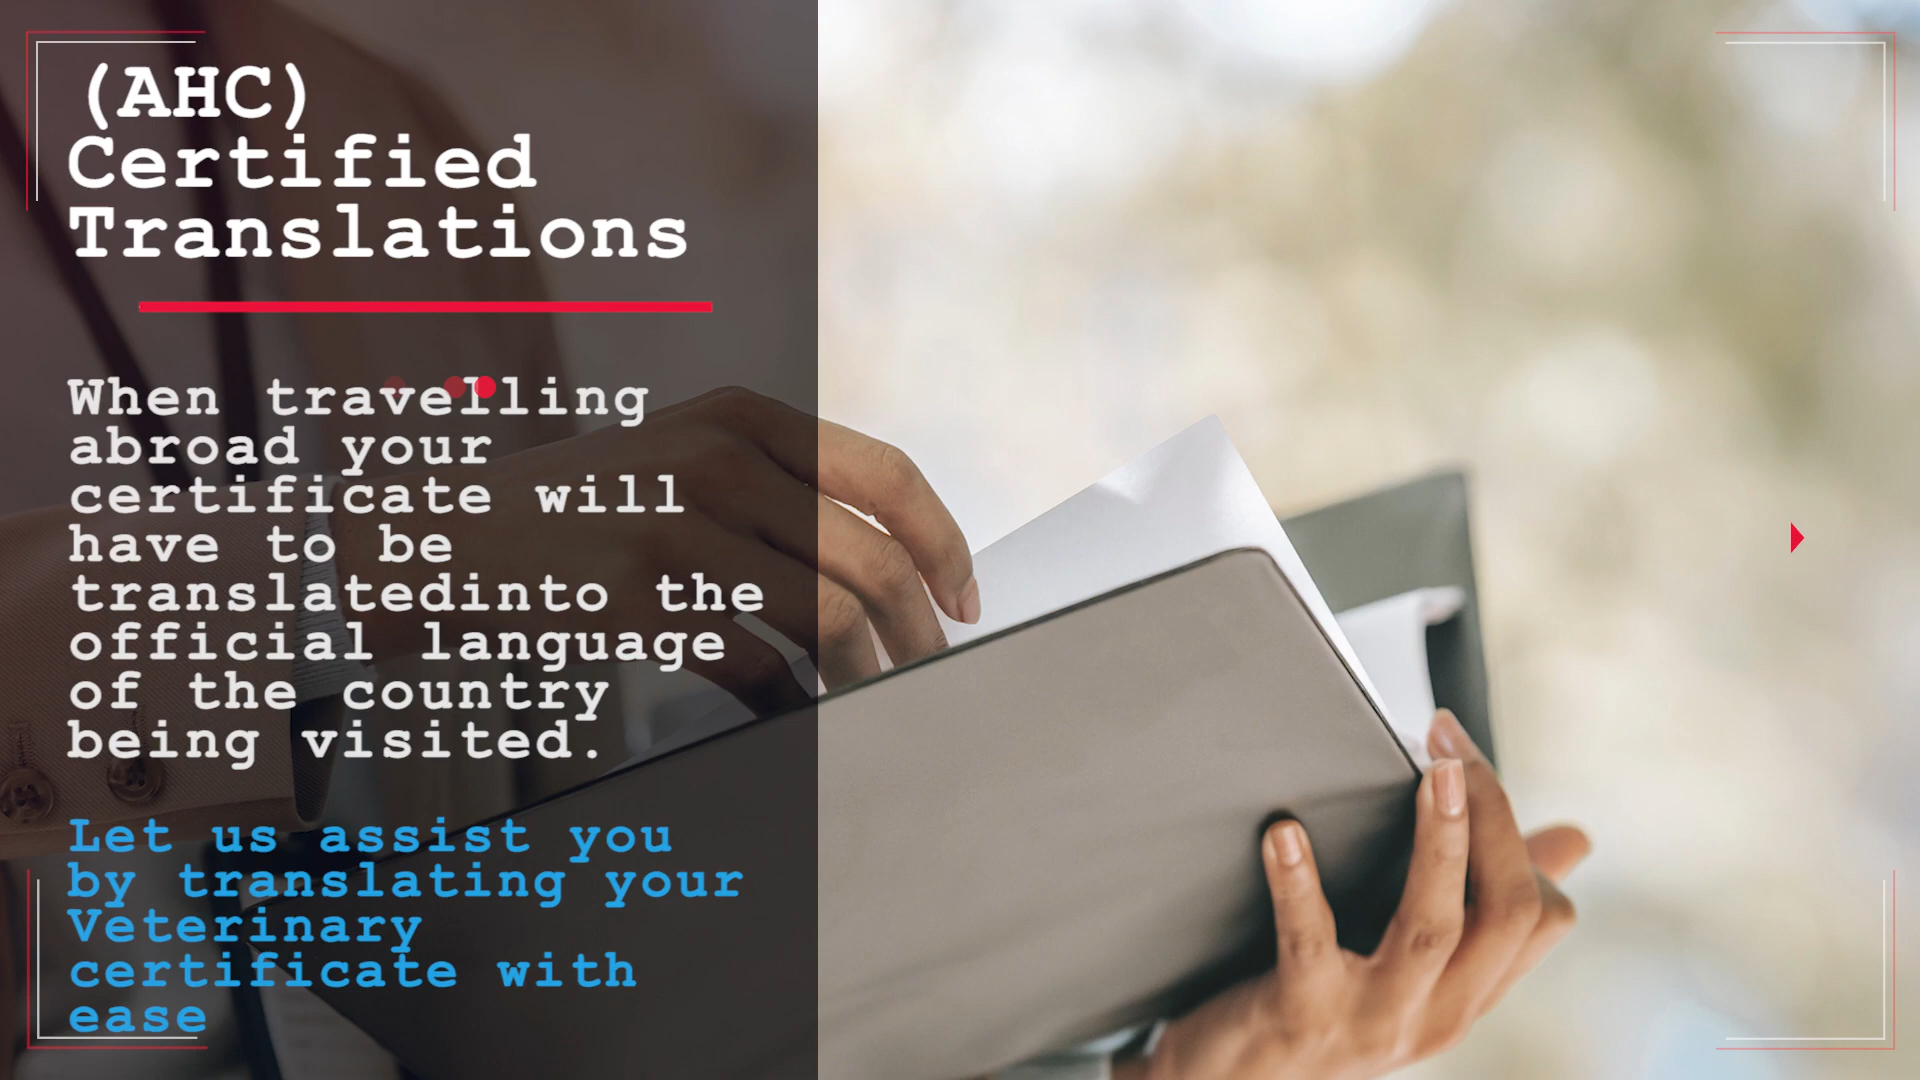 (AHC)
Certified
Translations
When travelling
abroad your
certificate will
have to be
translatedinto the
official language
of the country
being visited.
Let us assist you
by translating your
Veterinary
certificate with
ease